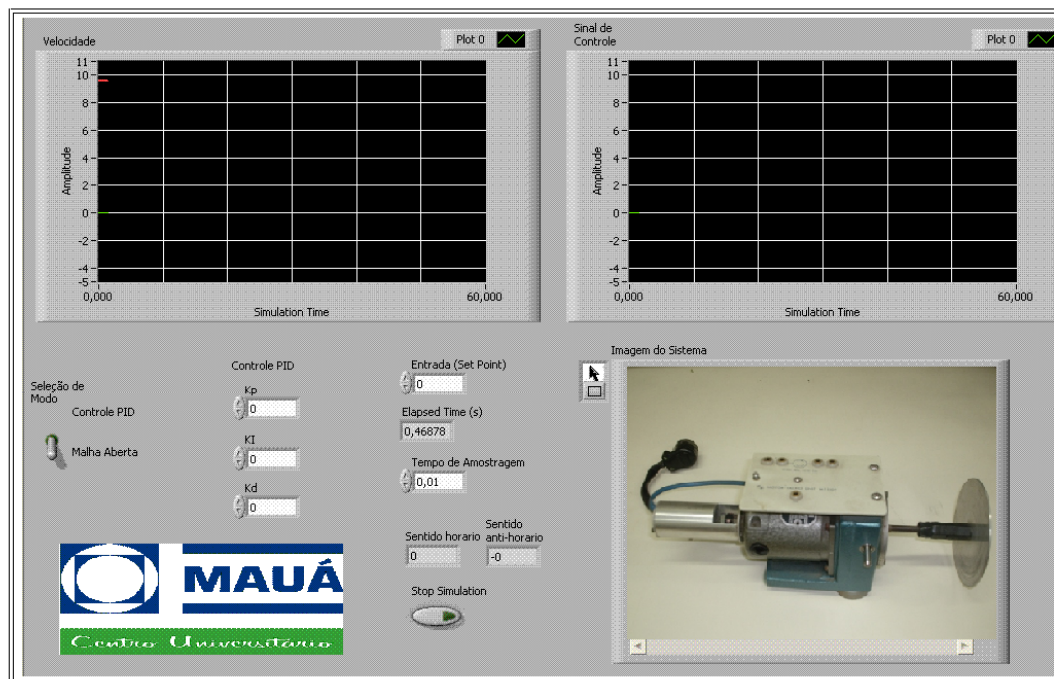 Velocidade
Plot 0
11
10
8
6
4
2
0
-2
-4
-5
Amplitude
0,000
60,000
Simulation Time
Sinal de
Controle
Plot 0
11
10
8
6
4
2
0
-2
-4
-5
Amplitude
0,000
60,000
Simulation Time
Seleção de
Modo
Controle PID
Malha Aberta
Controle PID
Kp
0
KI
0
Kd
0
Entrada (Set Point)
0
Elapsed Time (s)
0,46878
Tempo de Amostragem
0,01
Sentido horario
0
Sentido
anti-horario
-0
Stop Simulation
Imagem do Sistema
MAUÁ
Centro Universitário